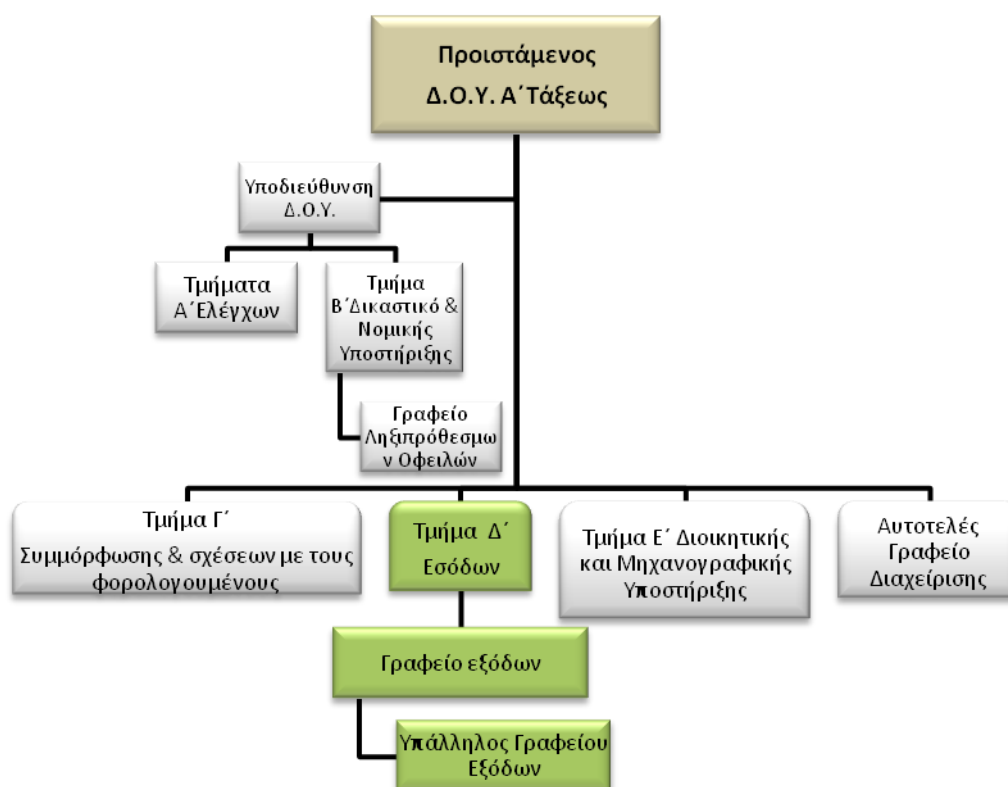 Προιστάμενος
Δ.Ο.Υ. Α΄Τάξεως
Υποδιεύθυνση
Δ.Ο.Υ.
Τμήματα
Α΄Ελέγχων
Τμήμα
Β΄Δικαστικό &
Νομικής
Υποστήριξης
Γραφείο
Ληξιπρόθεσμω
ν Οφειλών
Τμήμα Γ΄
Συμμόρφωσης & σχέσεων με τους
φορολογουμένους
Τμήμα Δ΄
Εσόδων
Τμήμα Ε΄ Διοικητικής
και Μηχανογραφικής
Υποστήριξης
Αυτοτελές
Γραφείο
Διαχείρισης
Γραφείο εξόδων
Υπάλληλος Γραφείου
Εξόδων